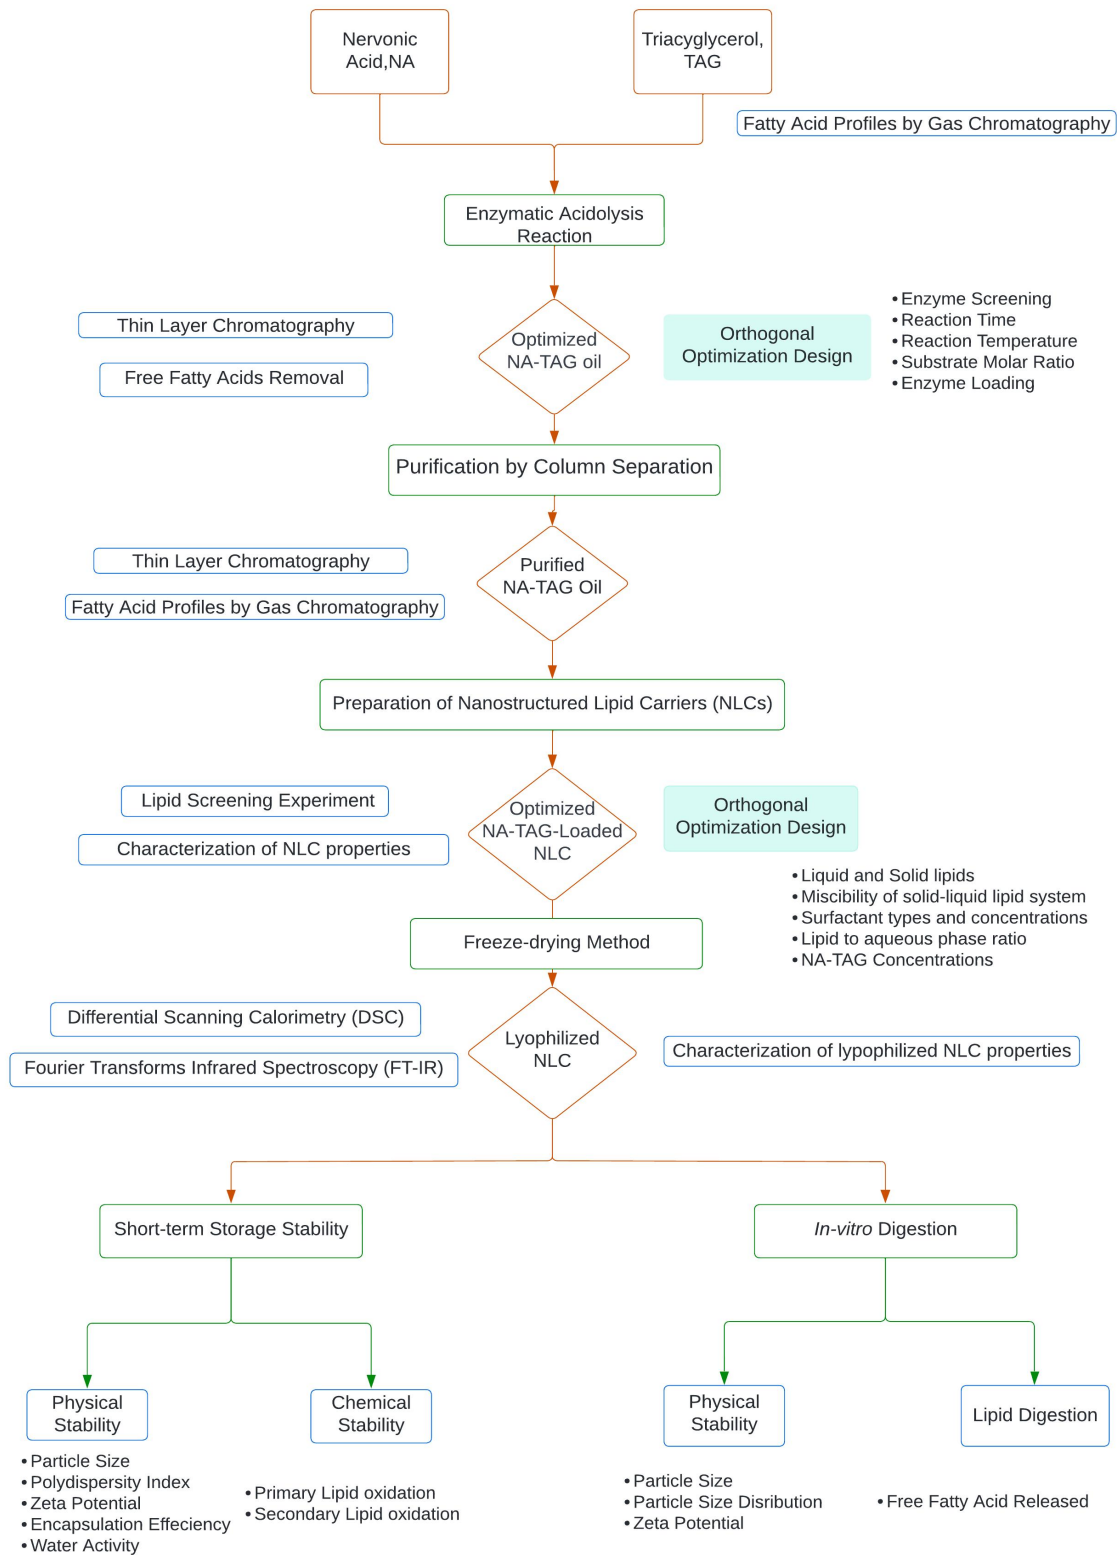 Nervonic
Acid,NA
Triacyglycerol,
TAG
Fatty Acid Profiles by Gas Chromatography
Enzymatic Acidolysis
Reaction
Thin Layer Chromatography
Free Fatty Acids Removal
Optimized
NA-TAG oil
Orthogonal
Optimization Design
• Enzyme Screening
• Reaction Time
• Reaction Temperature
• Substrate Molar Ratio
• Enzyme Loading
Purification by Column Separation
Thin Layer Chromatography
Fatty Acid Profiles by Gas Chromatography
Purified
NA-TAG Oil
Preparation of Nanostructured Lipid Carriers (NLCs)
Lipid Screening Experiment
Characterization of NLC properties
Optimized
NA-TAG-Loaded
NLC
Orthogonal
Optimization Design
• Liquid and Solid lipids
• Miscibility of solid-liquid lipid system
• Surfactant types and concentrations
• Lipid to aqueous phase ratio
• NA-TAG Concentrations
Freeze-drying Method
Differential Scanning Calorimetry (DSC)
Fourier Transforms Infrared Spectroscopy (FT-IR)
Lyophilized
NLC
Characterization of lypophilized NLC properties
Short-term Storage Stability
In-vitro Digestion
Physical
Stability
Chemical
Stability
Physical
Stability
Lipid Digestion
• Particle Size
• Polydispersity Index
• Zeta Potential
• Encapsulation Effeciency
• Water Activity
• Primary Lipid oxidation
• Secondary Lipid oxidation
• Particle Size
• Particle Size Disribution
• Zeta Potential
• Free Fatty Acid Released